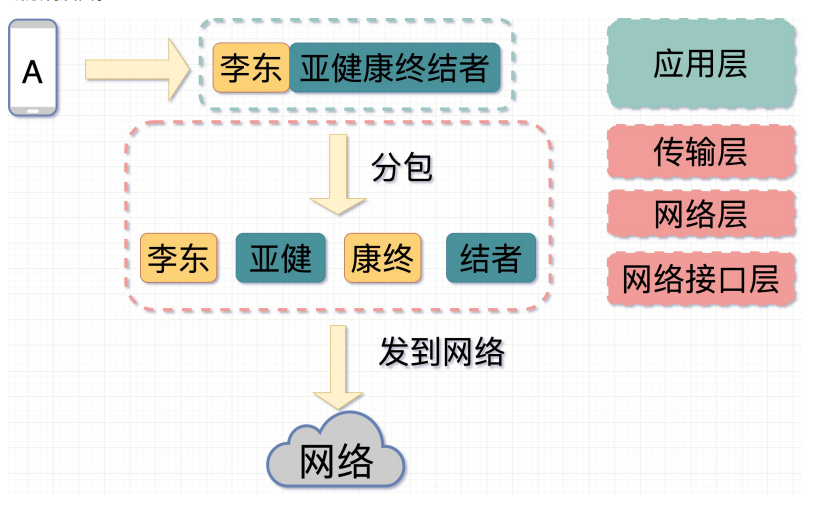 A
李东 亚健康终结者
应用层
分包
传输层
网络层
李东 亚健 康终 结者
网络接口层
发到网络
网络